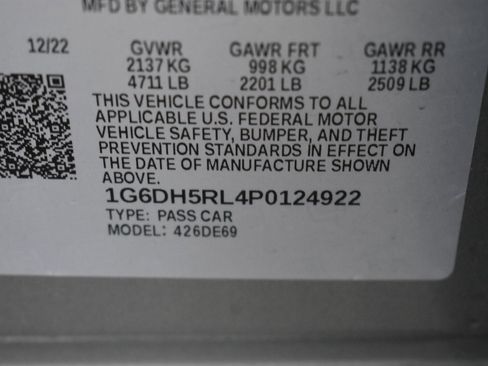 MFD BY GENERAL MOTORS LLC
12/22 GVWR GAWR FRT GAWR RR
2137 KG 998 KG 1138 KG
4711 LB 2201 LB 2509 LB
THIS VEHICLE CONFORMS TO ALL
APPLICABLE U.S. FEDERAL MOTOR
VEHICLE SAFETY, BUMPER, AND THEFT
PREVENTION STANDARDS IN EFFECT ON
THE DATE OF MANUFACTURE SHOWN
ABOVE.
1G6DH5RL4P0124922
TYPE: PASS CAR
MODEL: 426DE69